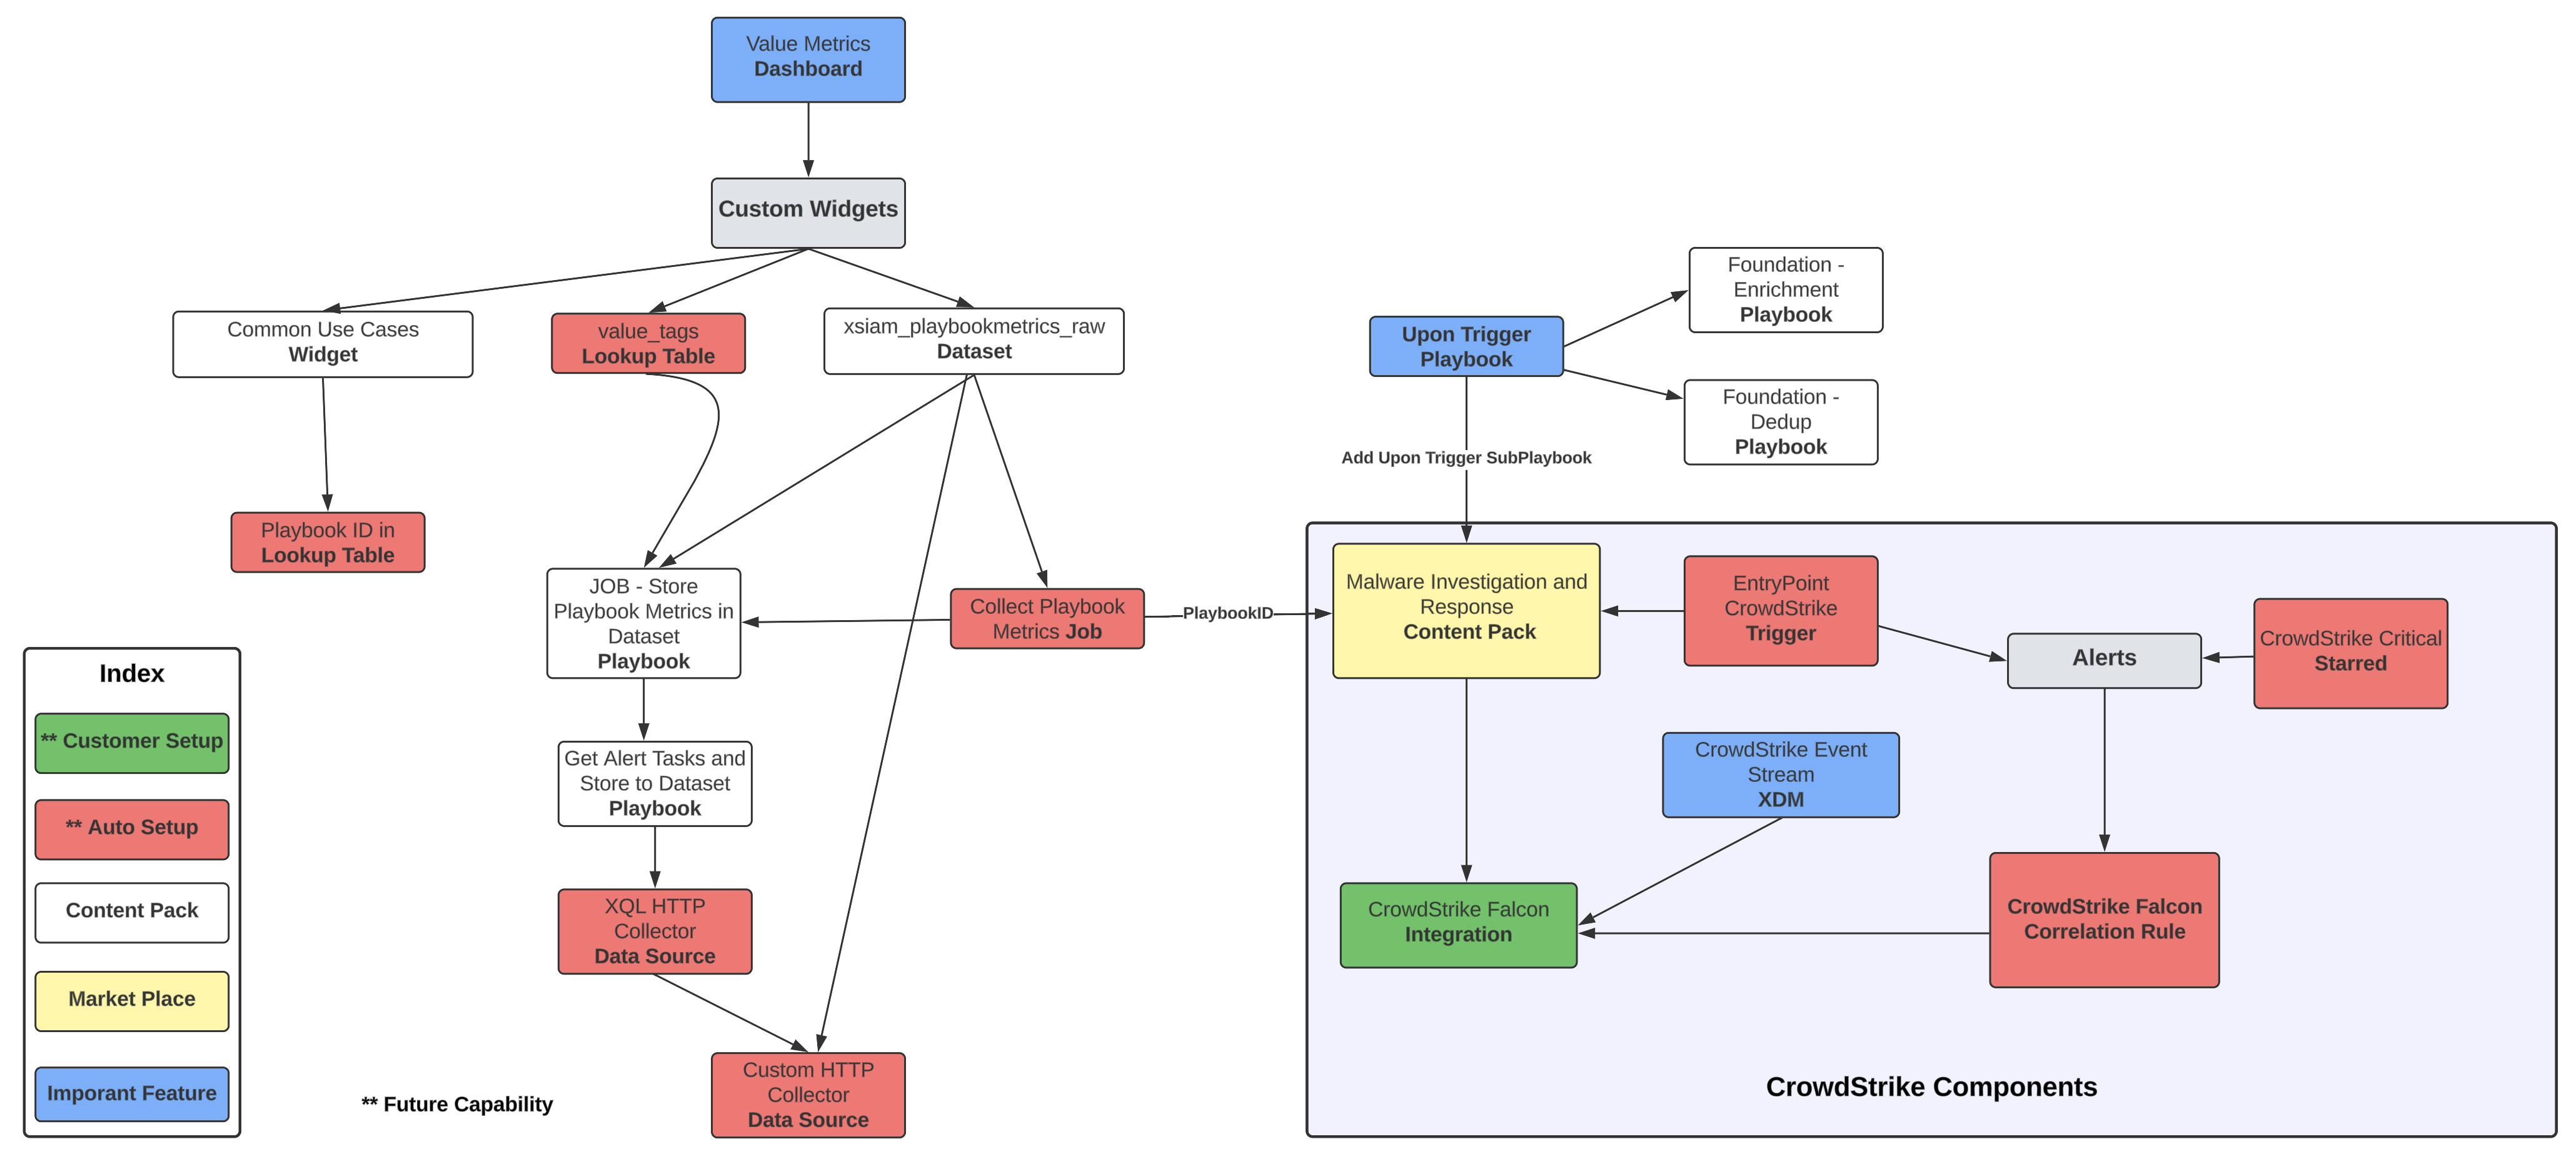 Value Metrics
Dashboard
Custom Widgets
Common Use Cases
Widget
value_tags
Lookup Table
xsiam_playbookmetrics_raw
Dataset
Playbook ID in
Lookup Table
JOB - Store
Playbook Metrics in
Dataset
Playbook
Collect Playbook
Metrics Job
PlaybookID
Get Alert Tasks and
Store to Dataset
Playbook
XQL HTTP
Collector
Data Source
Custom HTTP
Collector
Data Source
Index
** Customer Setup
** Auto Setup
Content Pack
Market Place
Imporant Feature
** Future Capability
Upon Trigger
Playbook
Foundation -
Enrichment
Playbook
Foundation -
Dedup
Playbook
Add Upon Trigger SubPlaybook
Malware Investigation and
Response
Content Pack
EntryPoint
CrowdStrike
Trigger
Alerts
CrowdStrike Critical
Starred
CrowdStrike Event
Stream
XDM
CrowdStrike Falcon
Integration
CrowdStrike Falcon
Correlation Rule
CrowdStrike Components